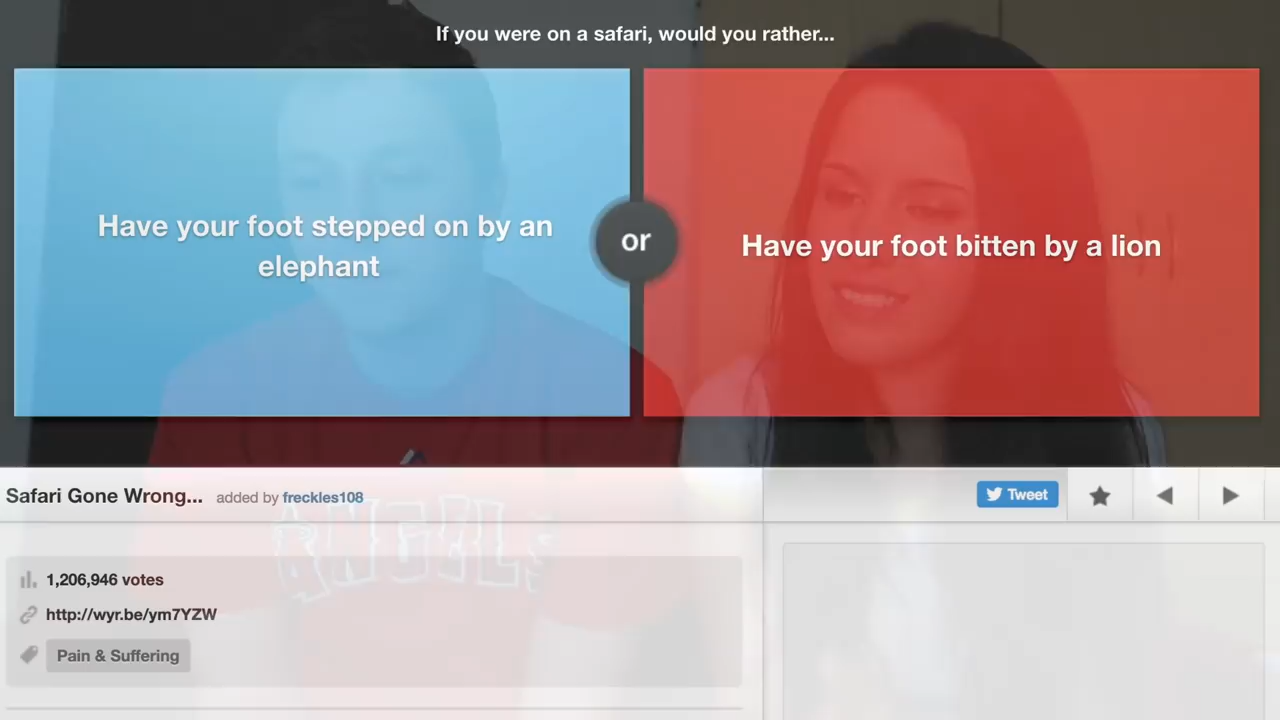 If you were on a safari, would you rather...
Have your foot stepped on by an
elephant
or
Have your foot bitten by a lion
Safari Gone Wrong... added by freckles108
Tweet
1,206,946 votes
http://wyr.be/ym7YZW
Pain & Suffering
ANGELS